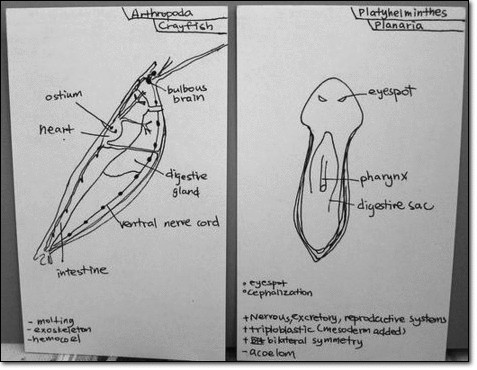 Arthropoda
Crayfish
ostium
bulbous
brain
heart
digestive
gland
ventral nerve cord
intestine
- molting
- exoskeleton
- hemocoel
Platyhelminthes
Planaria
eyespot
pharynx
digestive sac
• eyespot
• cephalization
+ Nervous, excretory, reproductive systems
+ triploblastic (mesoderm added)
+ bilateral symmetry
- acoelom